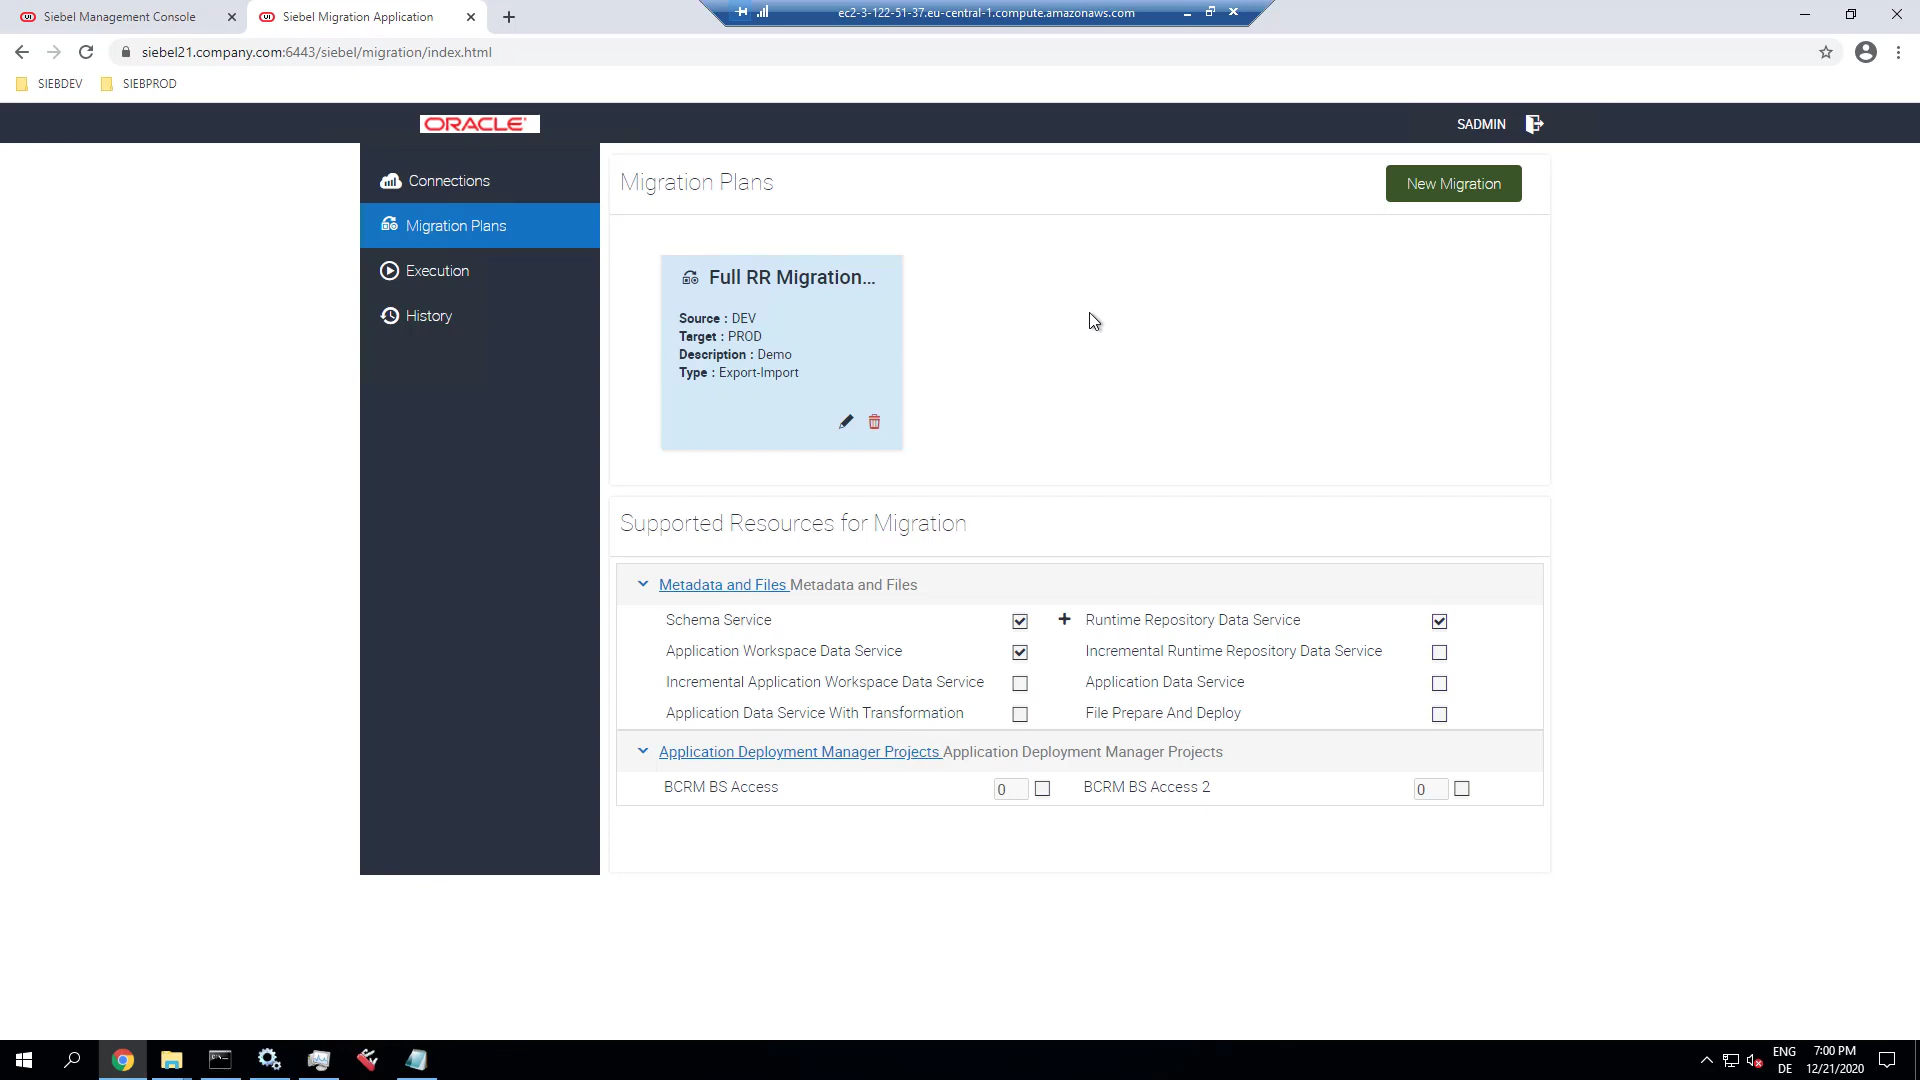 Siebel Management Console
Siebel Migration Application
ec2-3-122-51-37.eu-central-1.compute.amazonaws.com
siebel21.company.com:6443/siebel/migration/index.html
SIEBDEV
SIEBPROD
ORACLE
SADMIN
Connections
Migration Plans
Execution
History
Migration Plans
New Migration
Full RR Migration...
Source : DEV
Target : PROD
Description : Demo
Type : Export-Import
Supported Resources for Migration
Metadata and Files Metadata and Files
Schema Service
Runtime Repository Data Service
Application Workspace Data Service
Incremental Runtime Repository Data Service
Incremental Application Workspace Data Service
Application Data Service
Application Data Service With Transformation
File Prepare And Deploy
Application Deployment Manager Projects Application Deployment Manager Projects
BCRM BS Access
0
BCRM BS Access 2
0
ENG
DE
7:00 PM
12/21/2020